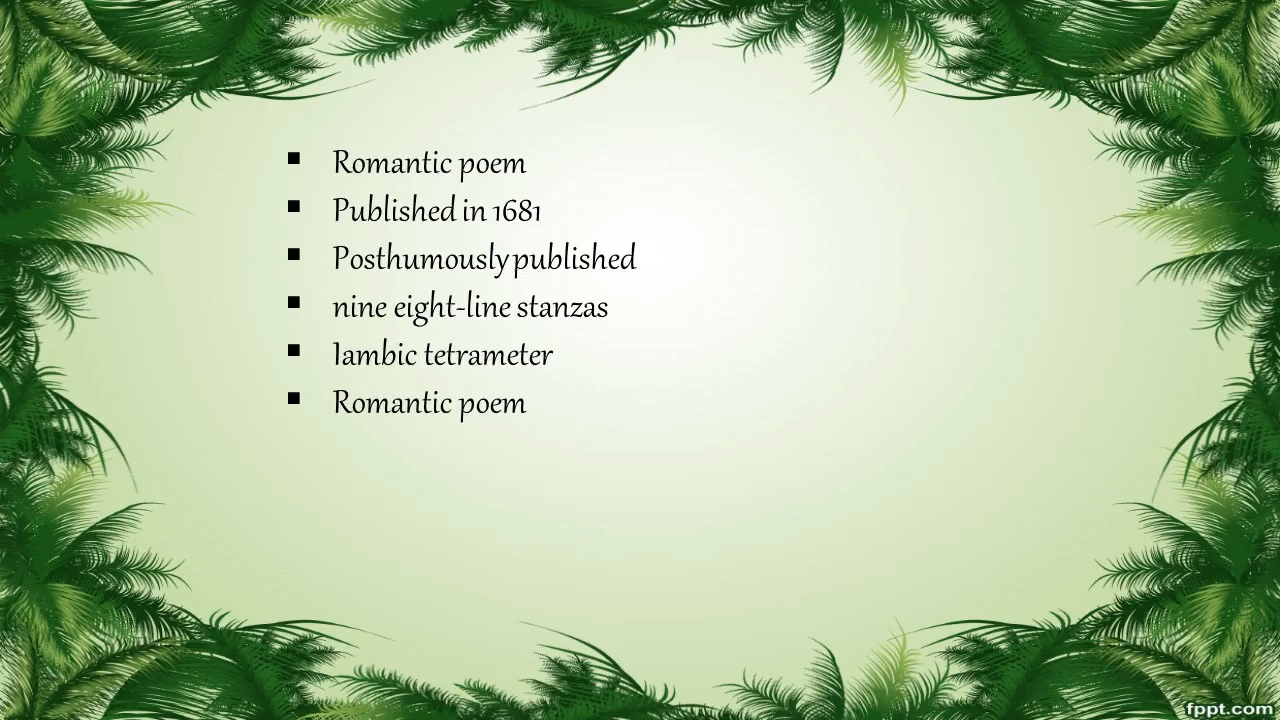 ▪ Romantic poem
▪ Published in 1681
▪ Posthumously published
▪ nine eight-line stanzas
▪ Iambic tetrameter
▪ Romantic poem
fppt.com